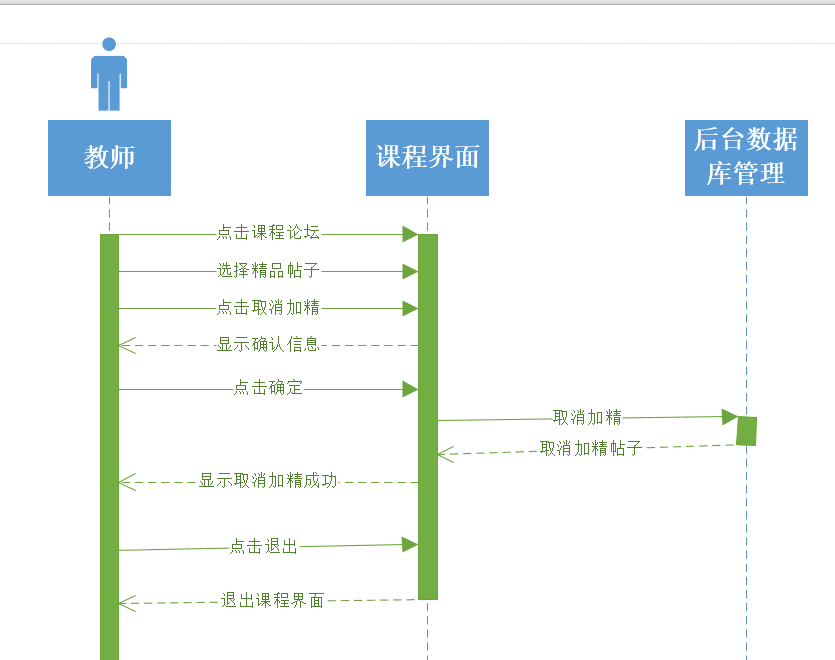 教师
课程界面
后台数据
库管理
点击课程论坛
选择精品帖子
点击取消加精
显示确认信息
点击确定
取消加精
取消加精帖子
显示取消加精成功
点击退出
退出课程界面